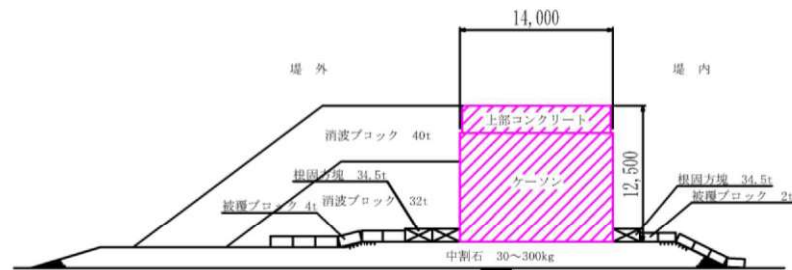 14,000
堤 外
堤 内
上部コンクリート
消波ブロック 40t
ケーソン
12,500
根固方塊 34.5t
根固方塊 34.5t
消波ブロック 32t
被覆ブロック 4t
被覆ブロック 2t
中割石 30〜300kg